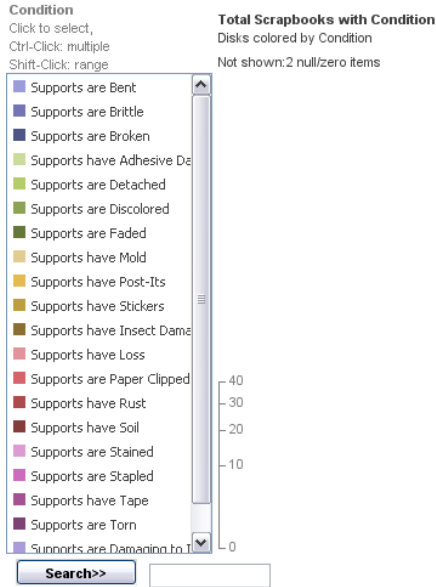 Condition
Click to select,
Ctrl-Click: multiple
Shift-Click: range
Total Scrapbooks with Condition
Disks colored by Condition
Not shown:2 null/zero items
Supports are Bent
Supports are Brittle
Supports are Broken
Supports have Adhesive Da
Supports are Detached
Supports are Discolored
Supports are Faded
Supports have Mold
Supports have Post-Its
Supports have Stickers
Supports have Insect Dama
Supports have Loss
Supports are Paper Clipped
Supports have Rust
Supports have Soil
Supports are Stained
Supports are Stapled
Supports have Tape
Supports are Torn
Supports are Damaging to I
40
30
20
10
0
Search>>